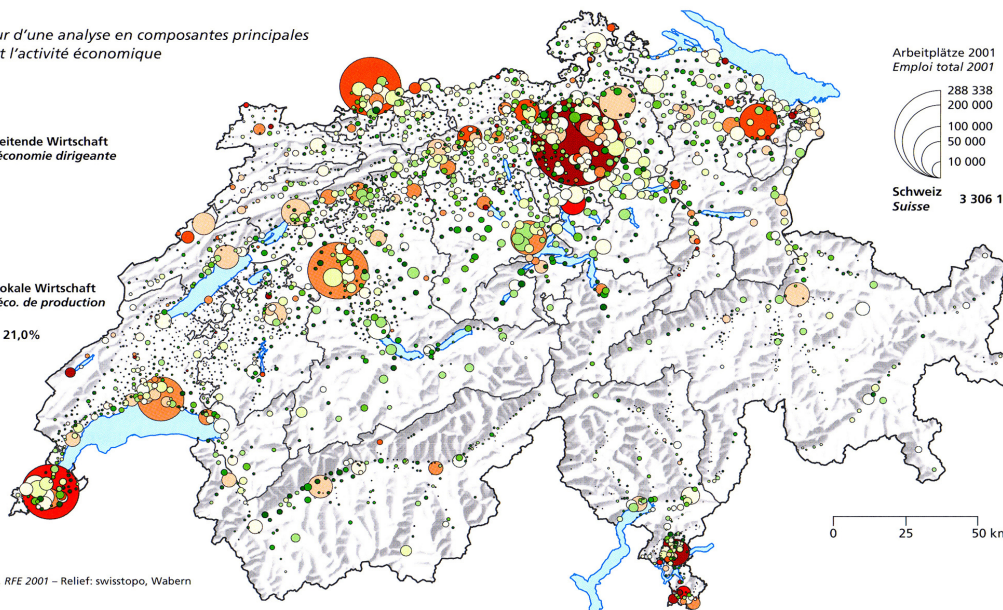 ur d'une analyse en composantes principales
t l'activité économique
eitende Wirtschaft
économie dirigeante
okale Wirtschaft
éco. de production
21,0%
Arbeitplätze 2001
Emploi total 2001
288 338
200 000
100 000
50 000
10 000
Schweiz
Suisse
3 306 1
0 25 50 km
, RFE 2001 – Relief: swisstopo, Wabern